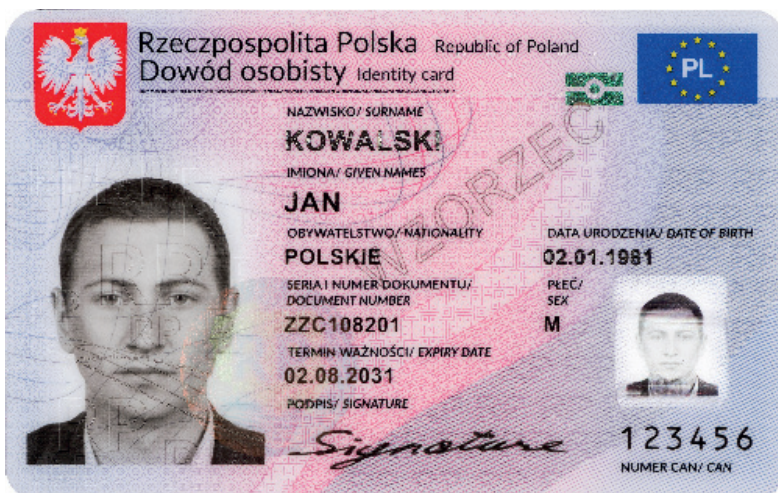 Rzeczpospolita Polska Republic of Poland
Dowód osobisty Identity card
PL
NAZWISKO/ SURNAME
KOWALSKI
IMIONA/ GIVEN NAMES
JAN
OBYWATELSTWO/ NATIONALITY
DATA URODZENIA/ DATE OF BIRTH
POLSKIE
02.01.1981
SERIA I NUMER DOKUMENTU/
DOCUMENT NUMBER
PŁEĆ/
SEX
ZZC108201
M
TERMIN WAŻNOŚCI/ EXPIRY DATE
02.08.2031
PODPIS/ SIGNATURE
Signature
123456
NUMER CAN/ CAN
WZORZEC